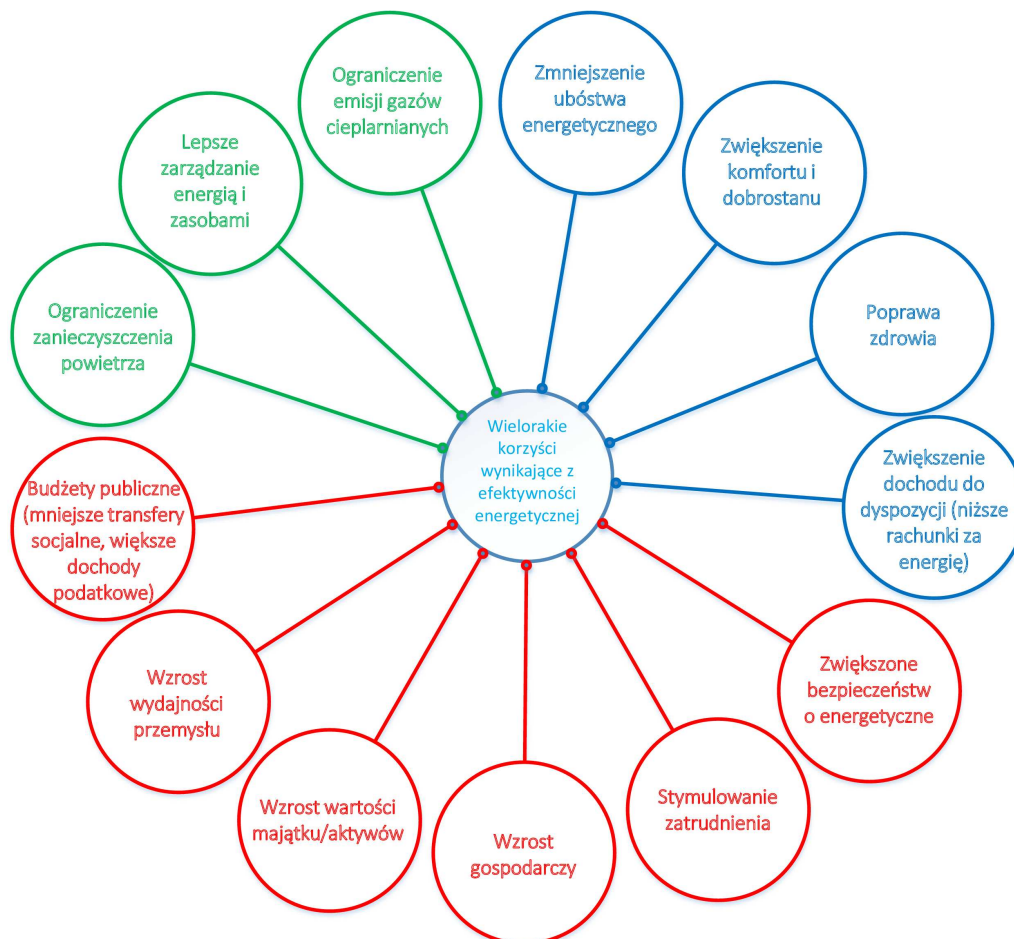 Ograniczenie
emisji gazów
cieplarnianych
Zmniejszenie
ubóstwa
energetycznego
Lepsze
zarządzanie
energią i
zasobami
Zwiększenie
komfortu i
dobrostanu
Ograniczenie
zanieczyszczenia
powietrza
Poprawa
zdrowia
Wielorakie
korzyści
wynikające z
efektywności
energetycznej
Budżety publiczne
(mniejsze transfery
socjalne, większe
dochody
podatkowe)
Zwiększenie
dochodu do
dyspozycji (niższe
rachunki za
energię)
Wzrost
wydajności
przemysłu
Zwiększone
bezpieczeństw
o energetyczne
Wzrost wartości
majątku/aktywów
Wzrost
gospodarczy
Stymulowanie
zatrudnienia